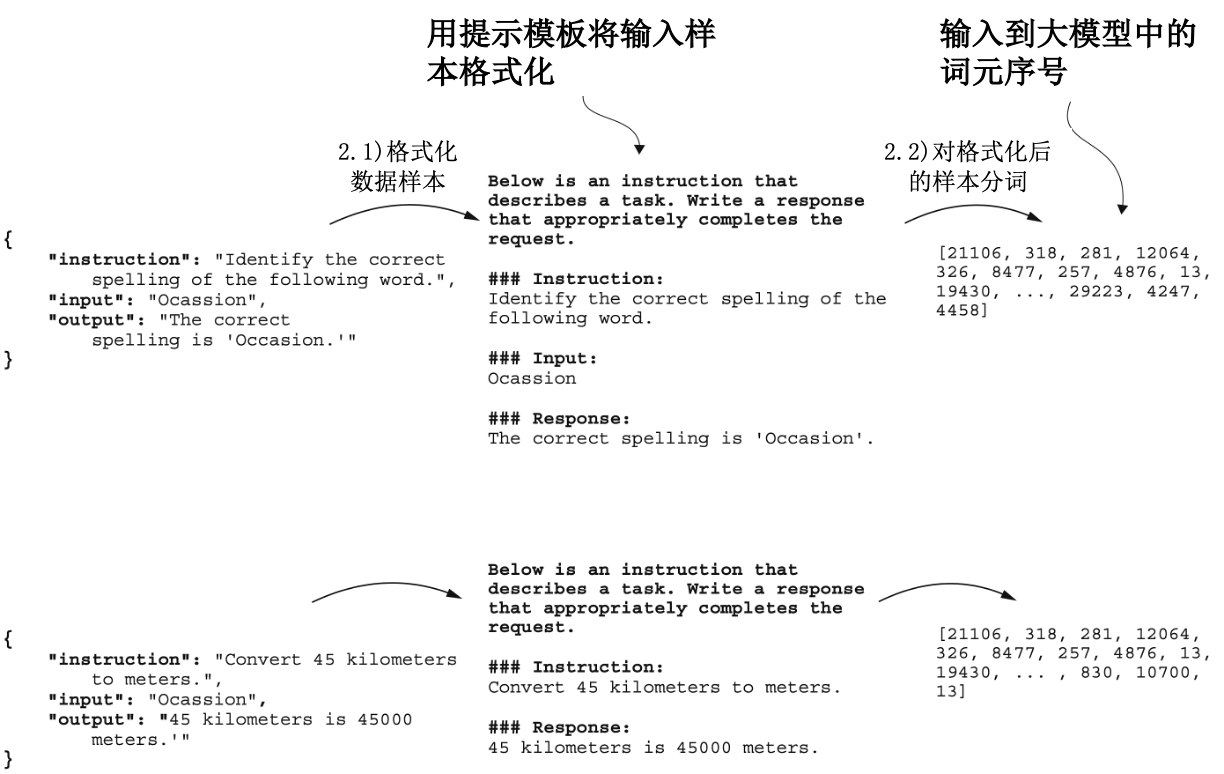 用提示模板将输入样
本格式化
输入到大模型中的
词元序号
2.1)格式化
数据样本
2.2)对格式化后
的样本分词
{
"instruction": "Identify the correct
spelling of the following word.",
"input": "Ocassion",
"output": "The correct
spelling is 'Occasion.'"
}
Below is an instruction that
describes a task. Write a response
that appropriately completes the
request.
### Instruction:
Identify the correct spelling of the
following word.
### Input:
Ocassion
### Response:
The correct spelling is 'Occasion'.
[21106, 318, 281, 12064,
326, 8477, 257, 4876, 13,
19430, ..., 29223, 4247,
4458]
{
"instruction": "Convert 45 kilometers
to meters.",
"input": "Ocassion",
"output": "45 kilometers is 45000
meters.'"
}
Below is an instruction that
describes a task. Write a response
that appropriately completes the
request.
### Instruction:
Convert 45 kilometers to meters.
### Response:
45 kilometers is 45000 meters.
[21106, 318, 281, 12064,
326, 8477, 257, 4876, 13,
19430, ... , 830, 10700,
13]